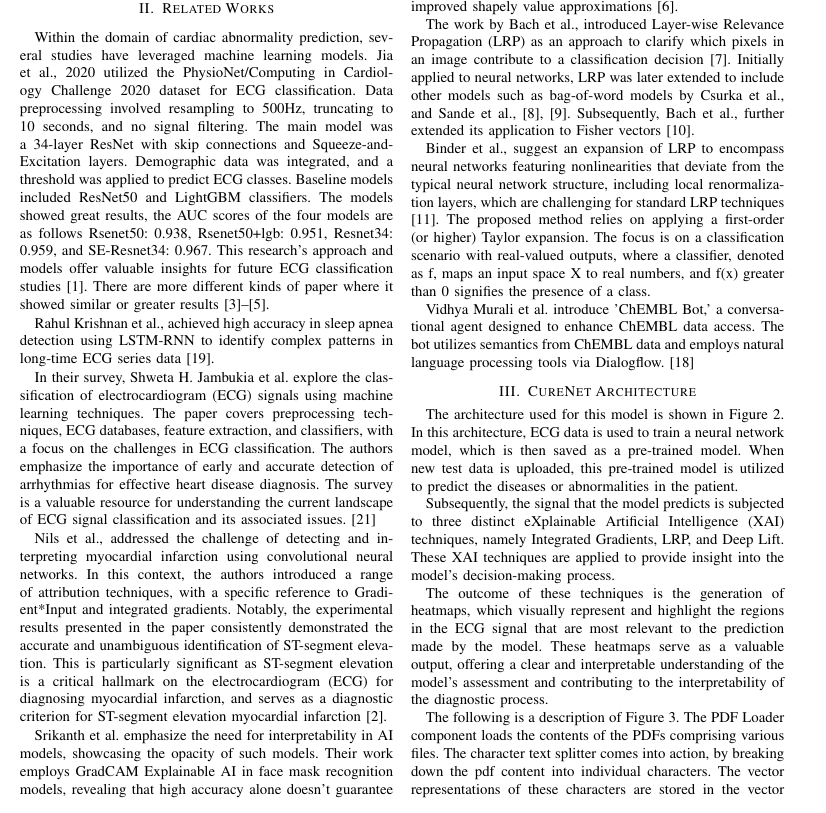 II. RELATED WORKS
Within the domain of cardiac abnormality prediction, sev-
eral studies have leveraged machine learning models. Jia
et al., 2020 utilized the PhysioNet/Computing in Cardiol-
ogy Challenge 2020 dataset for ECG classification. Data
preprocessing involved resampling to 500Hz, truncating to
10 seconds, and no signal filtering. The main model was
a 34-layer ResNet with skip connections and Squeeze-and-
Excitation layers. Demographic data was integrated, and a
threshold was applied to predict ECG classes. Baseline models
included ResNet50 and LightGBM classifiers. The models
showed great results, the AUC scores of the four models are
as follows Rsenet50: 0.938, Rsenet50+lgb: 0.951, Resnet34:
0.959, and SE-Resnet34: 0.967. This research's approach and
models offer valuable insights for future ECG classification
studies [1]. There are more different kinds of paper where it
showed similar or greater results [3]–[5].
Rahul Krishnan et al., achieved high accuracy in sleep apnea
detection using LSTM-RNN to identify complex patterns in
long-time ECG series data [19].
In their survey, Shweta H. Jambukia et al. explore the clas-
sification of electrocardiogram (ECG) signals using machine
learning techniques. The paper covers preprocessing tech-
niques, ECG databases, feature extraction, and classifiers, with
a focus on the challenges in ECG classification. The authors
emphasize the importance of early and accurate detection of
arrhythmias for effective heart disease diagnosis. The survey
is a valuable resource for understanding the current landscape
of ECG signal classification and its associated issues. [21]
Nils et al., addressed the challenge of detecting and in-
terpreting myocardial infarction using convolutional neural
networks. In this context, the authors introduced a range
of attribution techniques, with a specific reference to Gradi-
ent*Input and integrated gradients. Notably, the experimental
results presented in the paper consistently demonstrated the
accurate and unambiguous identification of ST-segment eleva-
tion. This is particularly significant as ST-segment elevation
is a critical hallmark on the electrocardiogram (ECG) for
diagnosing myocardial infarction, and serves as a diagnostic
criterion for ST-segment elevation myocardial infarction [2].
Srikanth et al. emphasize the need for interpretability in AI
models, showcasing the opacity of such models. Their work
employs GradCAM Explainable AI in face mask recognition
models, revealing that high accuracy alone doesn't guarantee
improved shapely value approximations [6].
The work by Bach et al., introduced Layer-wise Relevance
Propagation (LRP) as an approach to clarify which pixels in
an image contribute to a classification decision [7]. Initially
applied to neural networks, LRP was later extended to include
other models such as bag-of-word models by Csurka et al.,
and Sande et al., [8], [9]. Subsequently, Bach et al., further
extended its application to Fisher vectors [10].
Binder et al., suggest an expansion of LRP to encompass
neural networks featuring nonlinearities that deviate from the
typical neural network structure, including local renormaliza-
tion layers, which are challenging for standard LRP techniques
[11]. The proposed method relies on applying a first-order
(or higher) Taylor expansion. The focus is on a classification
scenario with real-valued outputs, where a classifier, denoted
as f, maps an input space X to real numbers, and f(x) greater
than 0 signifies the presence of a class.
Vidhya Murali et al. introduce 'ChEMBL Bot,' a conversa-
tional agent designed to enhance ChEMBL data access. The
bot utilizes semantics from ChEMBL data and employs natural
language processing tools via Dialogflow. [18]
III. CURENET ARCHITECTURE
The architecture used for this model is shown in Figure 2.
In this architecture, ECG data is used to train a neural network
model, which is then saved as a pre-trained model. When
new test data is uploaded, this pre-trained model is utilized
to predict the diseases or abnormalities in the patient.
Subsequently, the signal that the model predicts is subjected
to three distinct eXplainable Artificial Intelligence (XAI)
techniques, namely Integrated Gradients, LRP, and Deep Lift.
These XAI techniques are applied to provide insight into the
model's decision-making process.
The outcome of these techniques is the generation of
heatmaps, which visually represent and highlight the regions
in the ECG signal that are most relevant to the prediction
made by the model. These heatmaps serve as a valuable
output, offering a clear and interpretable understanding of the
model's assessment and contributing to the interpretability of
the diagnostic process.
The following is a description of Figure 3. The PDF Loader
component loads the contents of the PDFs comprising various
files. The character text splitter comes into action, by breaking
down the pdf content into individual characters. The vector
representations of these characters are stored in the vector